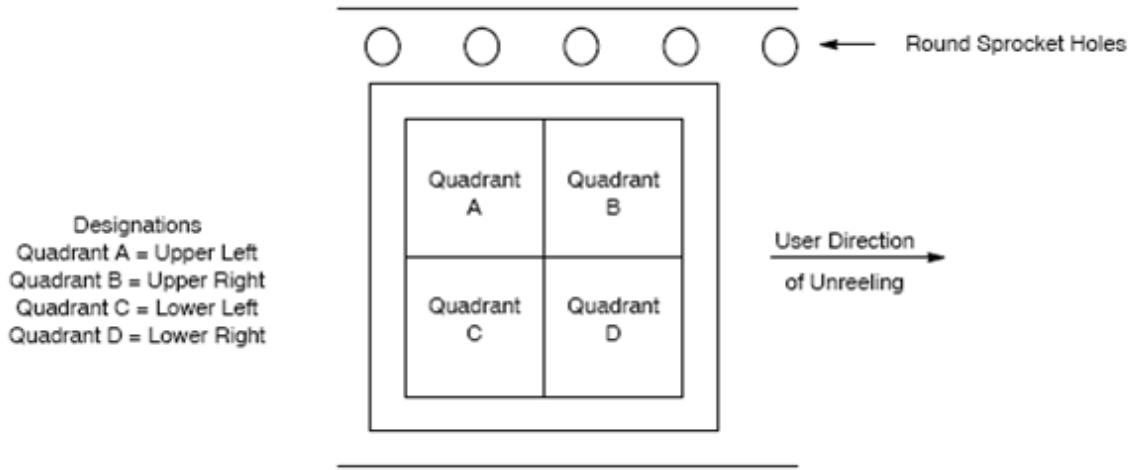 Round Sprocket Holes
Quadrant
A
Quadrant
B
Designations
Quadrant A = Upper Left
Quadrant B = Upper Right
Quadrant C = Lower Left
Quadrant D = Lower Right
User Direction
of Unreeling
Quadrant
C
Quadrant
D